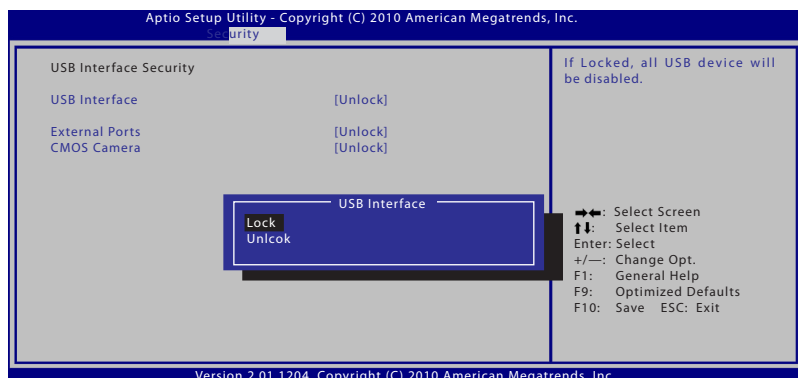 Aptio Setup Utility - Copyright (C) 2010 American Megatrends, Inc.
Security
USB Interface Security
USB Interface [Unlock]
External Ports [Unlock]
CMOS Camera [Unlock]
If Locked, all USB device will
be disabled.
USB Interface
Lock
Unlcok
➡⬅: Select Screen
⬆⬇: Select Item
Enter: Select
+/—: Change Opt.
F1: General Help
F9: Optimized Defaults
F10: Save ESC: Exit
Version 2.01.1204. Copyright (C) 2010 American Megatrends, Inc.